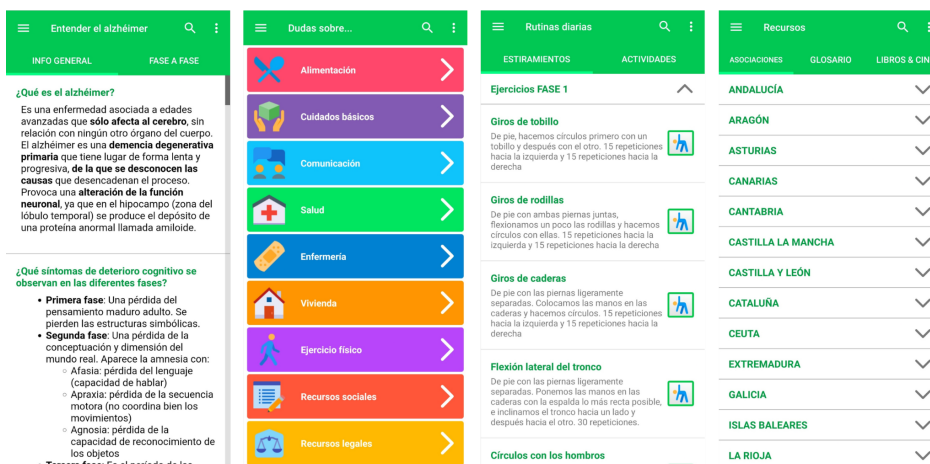 Entender el alzhéimer
INFO GENERAL
FASE A FASE
¿Qué es el alzhéimer?
Es una enfermedad asociada a edades
avanzadas que sólo afecta al cerebro, sin
relación con ningún otro órgano del cuerpo.
El alzhéimer es una demencia degenerativa
primaria que tiene lugar de forma lenta y
progresiva, de la que se desconocen las
causas que desencadenan el proceso.
Provoca una alteración de la función
neuronal, ya que en el hipocampo (zona del
lóbulo temporal) se produce el depósito de
una proteína anormal llamada amiloide.
¿Qué síntomas de deterioro cognitivo se
observan en las diferentes fases?
• Primera fase: Una pérdida del
pensamiento maduro adulto. Se
pierden las estructuras simbólicas.
• Segunda fase: Una pérdida de la
conceptuación y dimensión del
mundo real. Aparece la amnesia con:
◦ Afasia: pérdida del lenguaje
(capacidad de hablar)
◦ Apraxia: pérdida de la secuencia
motora (no coordina bien los
movimientos)
◦ Agnosia: pérdida de la
capacidad de reconocimiento de
los objetos
Dudas sobre...
Alimentación
Cuidados básicos
Comunicación
Salud
Enfermería
Vivienda
Ejercicio físico
Recursos sociales
Recursos legales
Rutinas diarias
ESTIRAMIENTOS
ACTIVIDADES
Ejercicios FASE 1
Giros de tobillo
De pie, hacemos círculos primero con un
tobillo y después con el otro. 15 repeticiones
hacia la izquierda y 15 repeticiones hacia la
derecha
Giros de rodillas
De pie con ambas piernas juntas,
flexionamos un poco las rodillas y hacemos
círculos con ellas. 15 repeticiones hacia la
izquierda y 15 repeticiones hacia la derecha
Giros de caderas
De pie con las piernas ligeramente
separadas. Colocamos las manos en las
caderas y hacemos círculos. 15 repeticiones
hacia la izquierda y 15 repeticiones hacia la
derecha
Flexión lateral del tronco
De pie con las piernas ligeramente
separadas. Ponemos las manos en las
caderas con la espalda lo más recta posible,
e inclinamos el tronco hacia un lado y
después hacia el otro. 30 repeticiones.
Círculos con los hombros
Recursos
ASOCIACIONES
GLOSARIO
LIBROS & CIN
ANDALUCÍA
ARAGÓN
ASTURIAS
CANARIAS
CANTABRIA
CASTILLA LA MANCHA
CASTILLA Y LEÓN
CATALUÑA
CEUTA
EXTREMADURA
GALICIA
ISLAS BALEARES
LA RIOJA